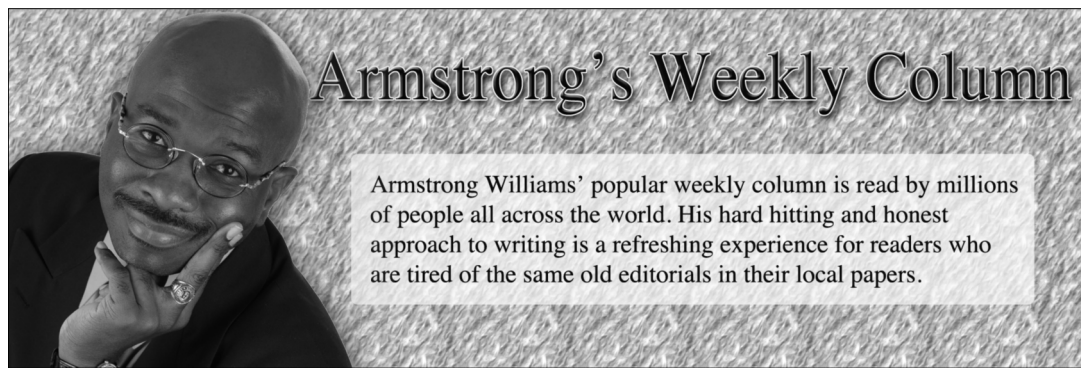 Armstrong’s Weekly Column
Armstrong Williams’ popular weekly column is read by millions
of people all across the world. His hard hitting and honest
approach to writing is a refreshing experience for readers who
are tired of the same old editorials in their local papers.